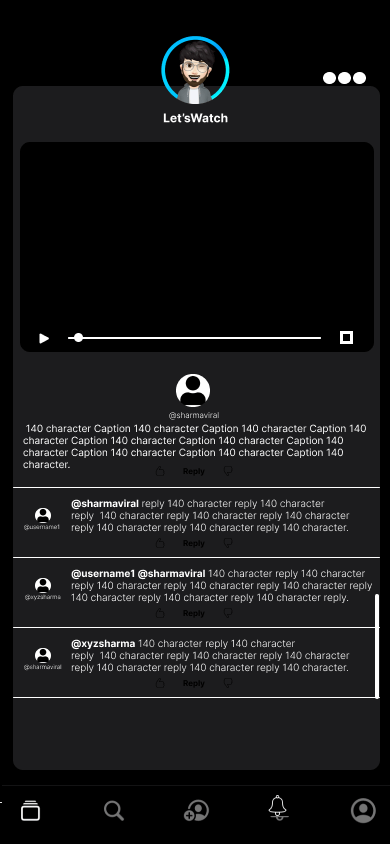 Let'sWatch
@sharmaviral
140 character Caption 140 character Caption 140 character Caption 140
character Caption 140 character Caption 140 character Caption 140
character Caption 140 character Caption 140 character Caption 140
character.
Reply
@sharmaviral reply 140 character reply 140 character
reply  140 character reply 140 character reply 140 character
reply 140 character reply 140 character reply 140 character.
@username1
Reply
@username1 @sharmaviral 140 character reply 140 character
reply 140 character reply 140 character reply 140 character reply
140 character reply 140 character reply 140 character reply.
@xyzsharma
Reply
@xyzsharma 140 character reply 140 character
reply  140 character reply 140 character reply 140 character
reply 140 character reply 140 character reply 140 character.
@sharmaviral
Reply